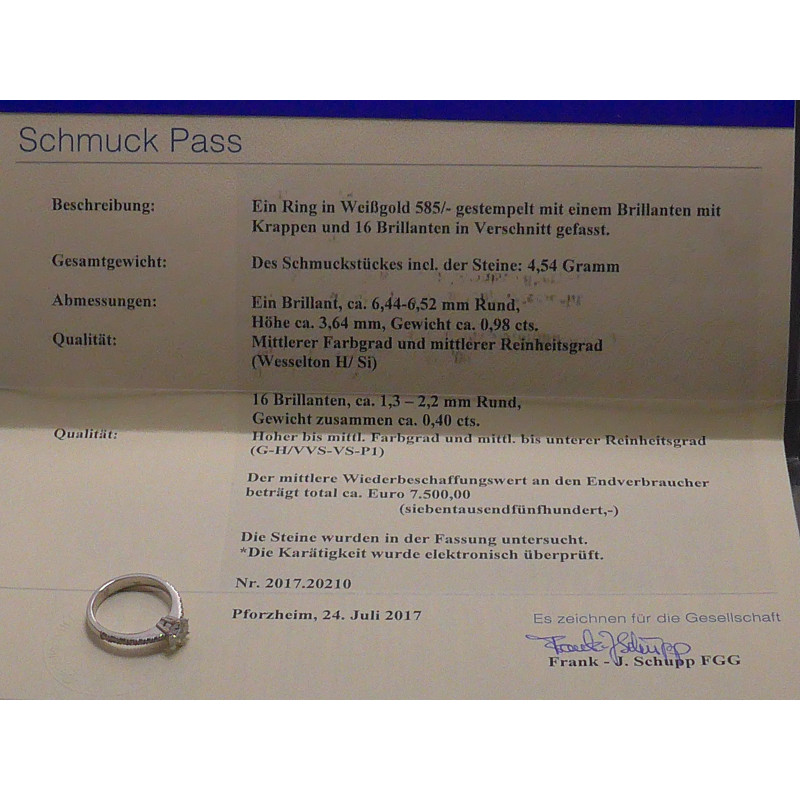 Schmuck Pass
Beschreibung: Ein Ring in Weißgold 585/- gestempelt mit einem Brillanten mit
Krappen und 16 Brillanten in Verschnitt gefasst.
Gesamtgewicht: Des Schmuckstückes incl. der Steine: 4,54 Gramm
Abmessungen: Ein Brillant, ca. 6,44-6,52 mm Rund,
Höhe ca. 3,64 mm, Gewicht ca. 0,98 cts.
Qualität: Mittlerer Farbgrad und mittlerer Reinheitsgrad
(Wesselton H/ Si)
16 Brillanten, ca. 1,3 – 2,2 mm Rund,
Gewicht zusammen ca. 0,40 cts.
Qualität: Hoher bis mittl. Farbgrad und mittl. bis unterer Reinheitsgrad
(G-H/VVS-VS-P1)
Der mittlere Wiederbeschaffungswert an den Endverbraucher
beträgt total ca. Euro 7.500,00
(siebentausendfünfhundert,-)
Die Steine wurden in der Fassung untersucht.
*Die Karätigkeit wurde elektronisch überprüft.
Nr. 2017.20210
Pforzheim, 24. Juli 2017
Es zeichnen für die Gesellschaft
Frank J Schupp
Frank - J. Schupp FGG